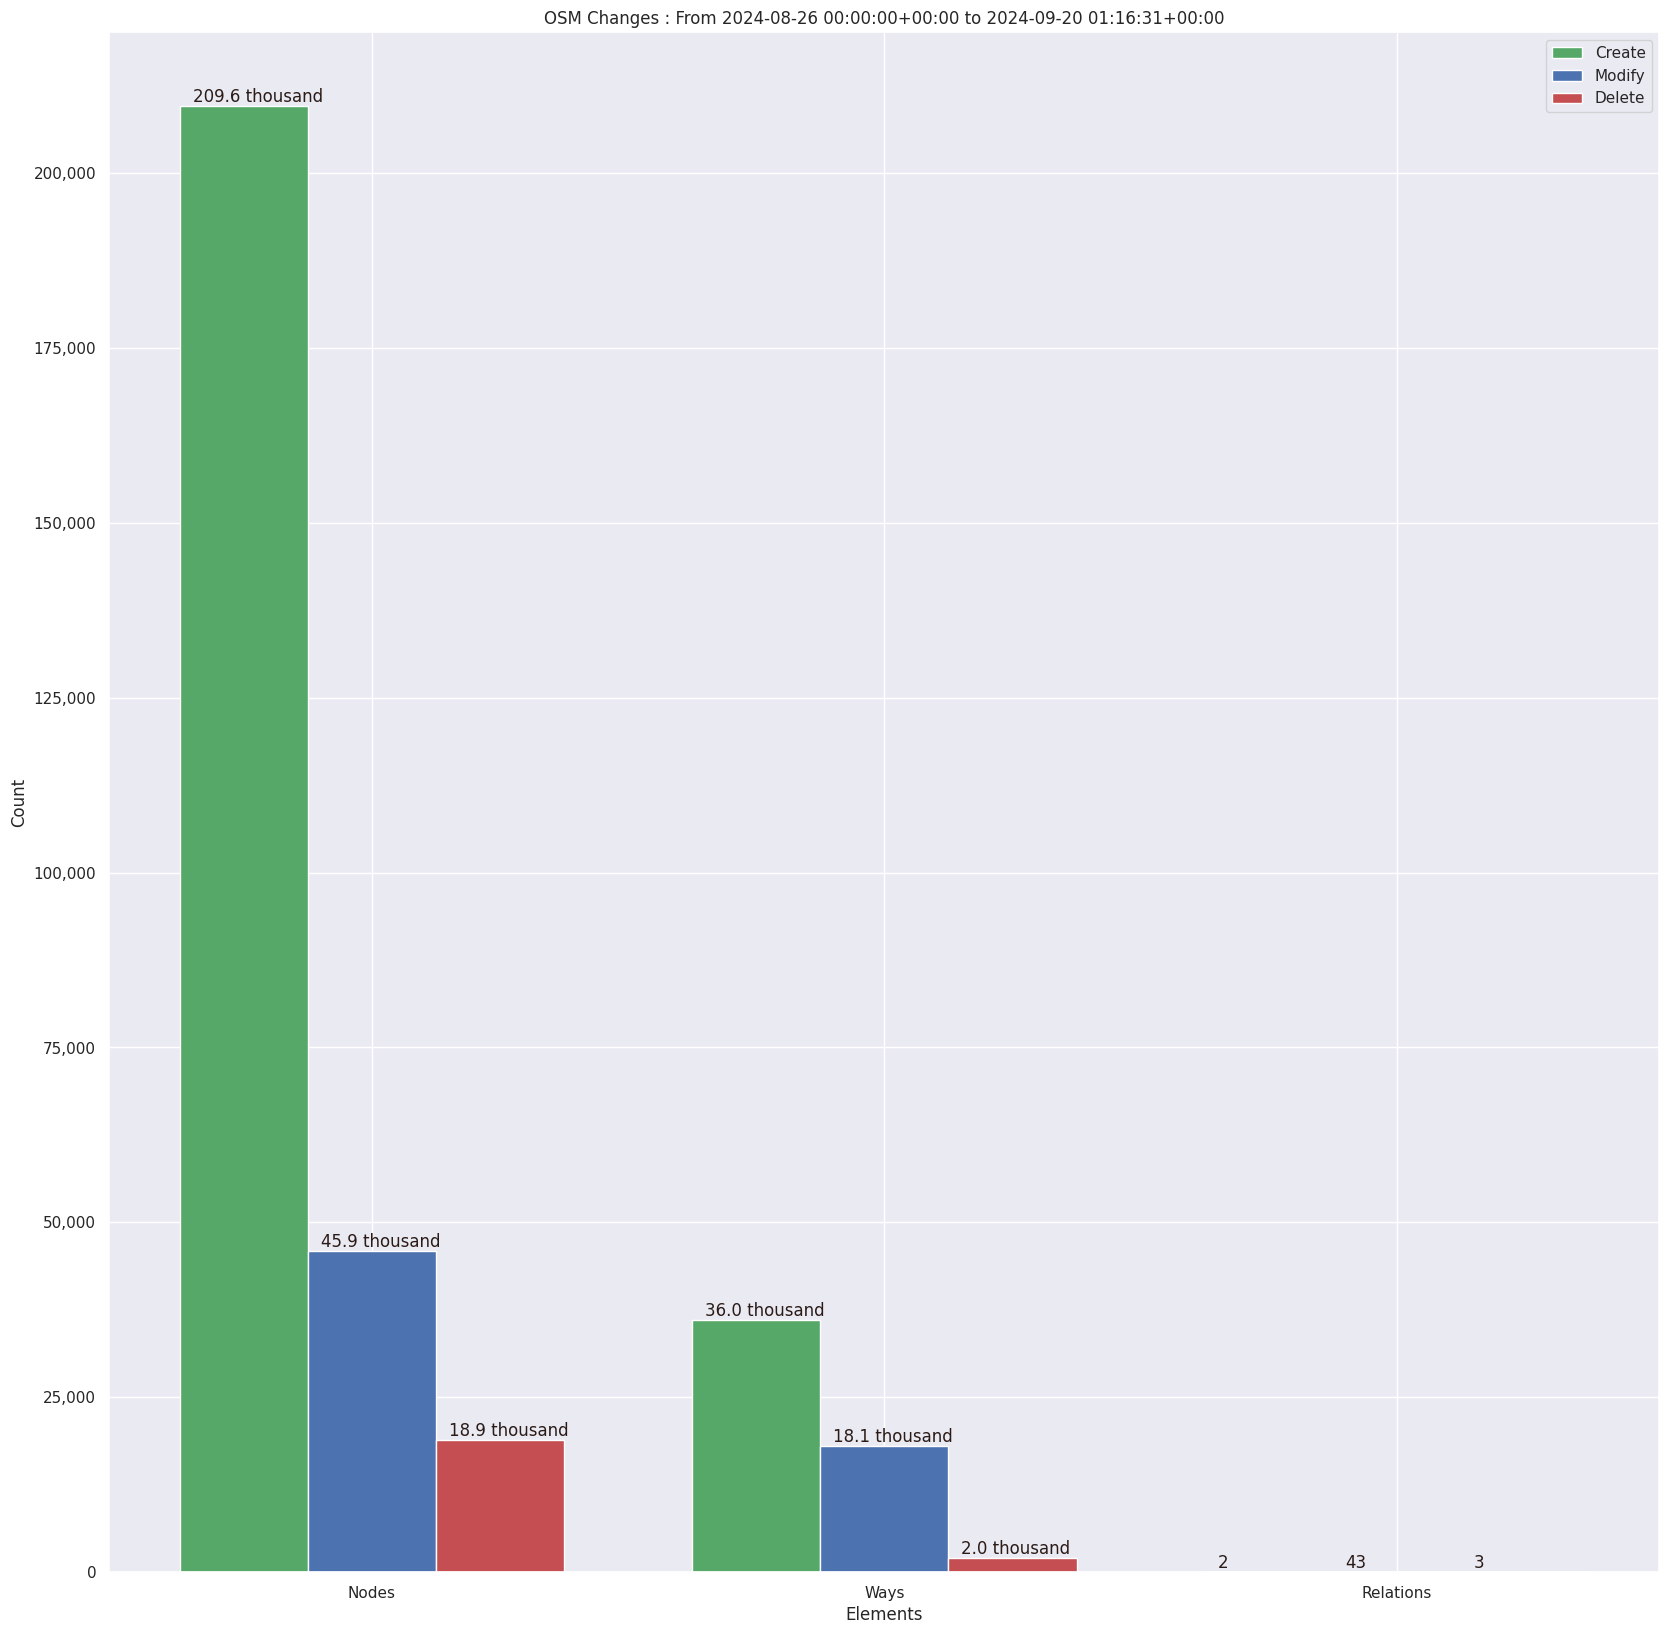 OSM Changes : From 2024-08-26 00:00:00+00:00 to 2024-09-20 01:16:31+00:00
Create
Modify
Delete
209.6 thousand
200,000
175,000
150,000
125,000
100,000
75,000
50,000
25,000
0
Count
45.9 thousand
18.9 thousand
36.0 thousand
18.1 thousand
2.0 thousand
2
43
3
Nodes
Ways
Relations
Elements